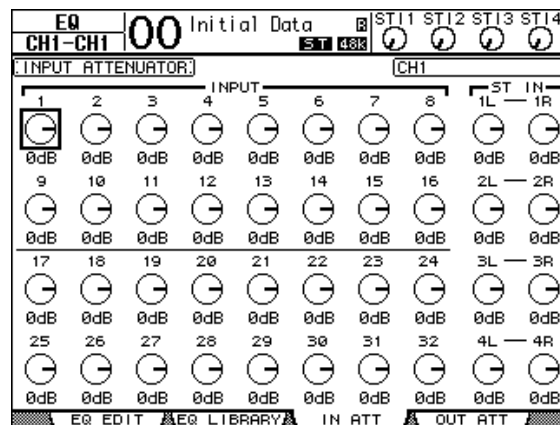 EQ
CH1-CH1
00
Initial Data
R
ST
48K
STI1 STI2 STI3 STI4
INPUT ATTENUATOR
CH1
INPUT
ST IN
1 2 3 4 5 6 7 8 1L 1R
0dB 0dB 0dB 0dB 0dB 0dB 0dB 0dB 0dB 0dB
9 10 11 12 13 14 15 16 2L 2R
0dB 0dB 0dB 0dB 0dB 0dB 0dB 0dB 0dB 0dB
17 18 19 20 21 22 23 24 3L 3R
0dB 0dB 0dB 0dB 0dB 0dB 0dB 0dB 0dB 0dB
25 26 27 28 29 30 31 32 4L 4R
0dB 0dB 0dB 0dB 0dB 0dB 0dB 0dB 0dB 0dB
EQ EDIT EQ LIBRARY IN ATT OUT ATT